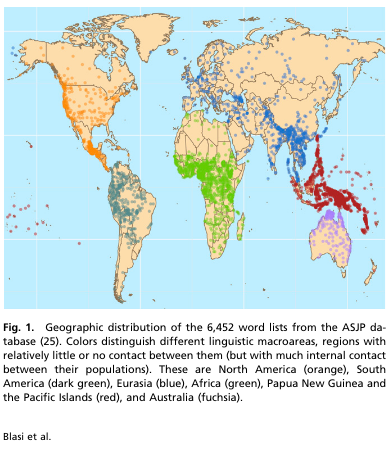 Fig. 1. Geographic distribution of the 6,452 word lists from the ASJP da-
tabase (25). Colors distinguish different linguistic macroareas, regions with
relatively little or no contact between them (but with much internal contact
between their populations). These are North America (orange), South
America (dark green), Eurasia (blue), Africa (green), Papua New Guinea and
the Pacific Islands (red), and Australia (fuchsia).
Blasi et al.